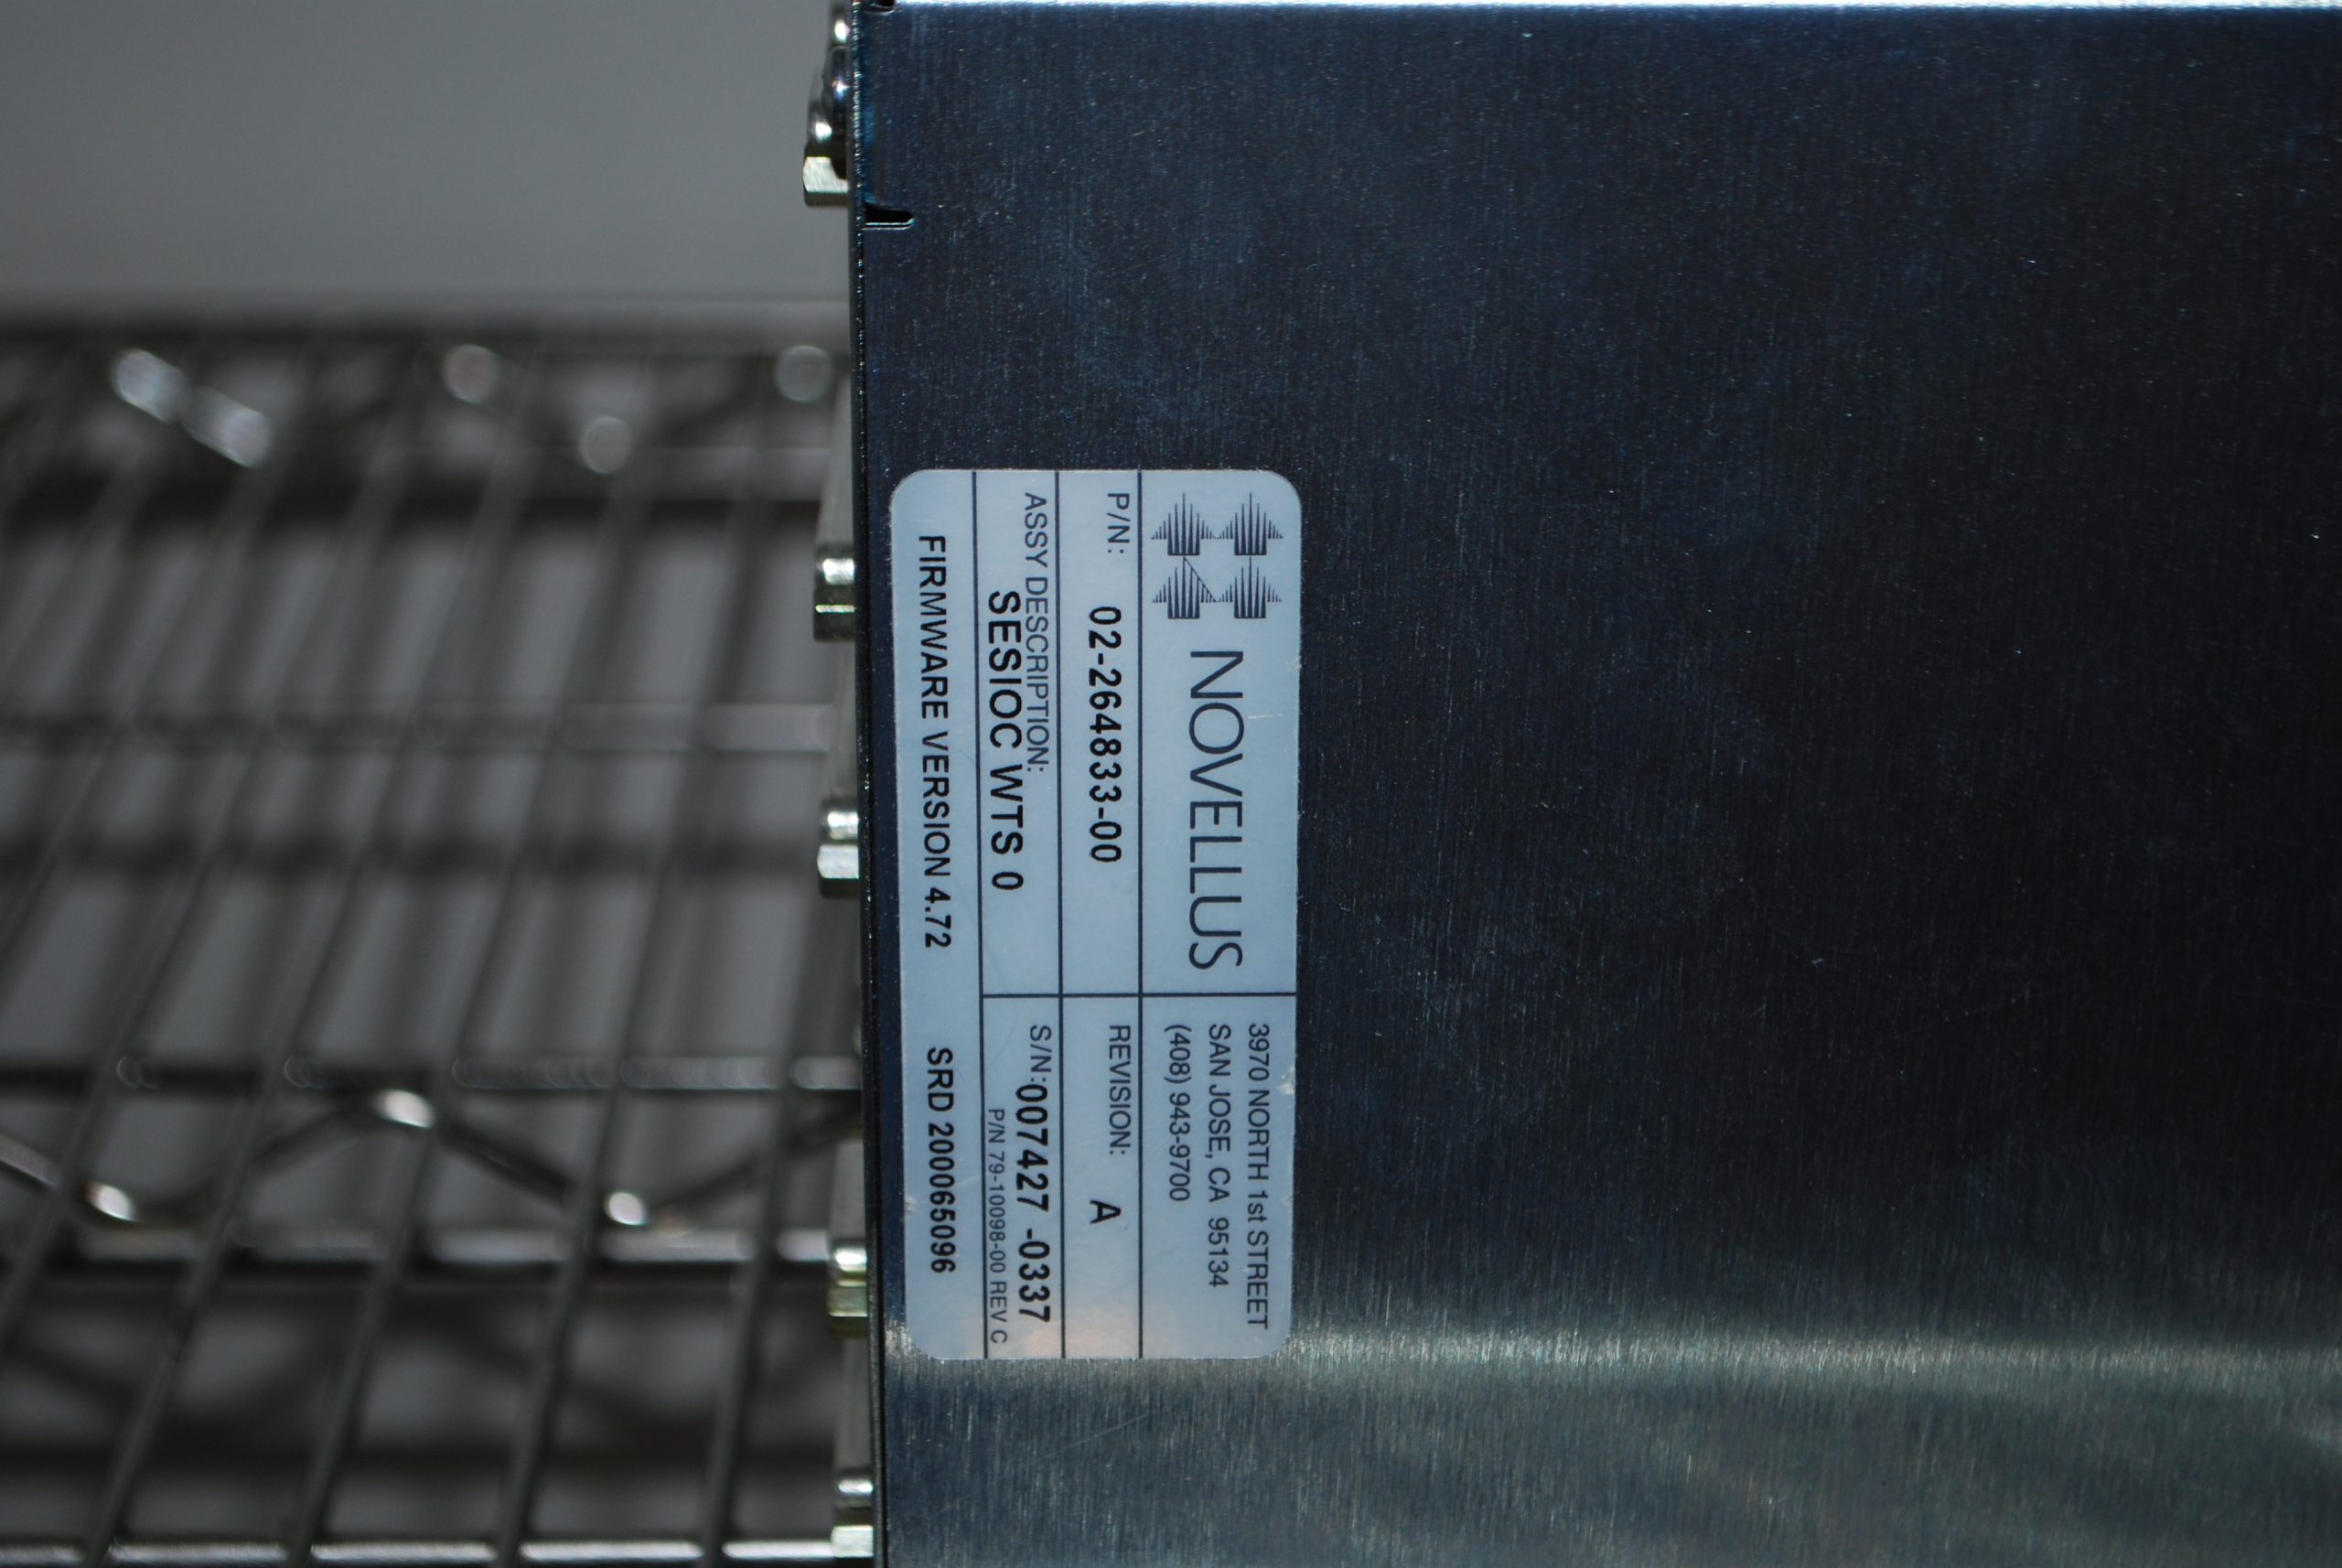 NOVELLUS
3970 NORTH 1st STREET
SAN JOSE, CA 95134
(408) 943-9700
P/N: 02-264833-00
REVISION: A
ASSY DESCRIPTION:
SESIOC WTS 0
S/N:007427 -0337
P/N 79-10098-00 REV C
FIRMWARE VERSION 4.72 SRD 200065096